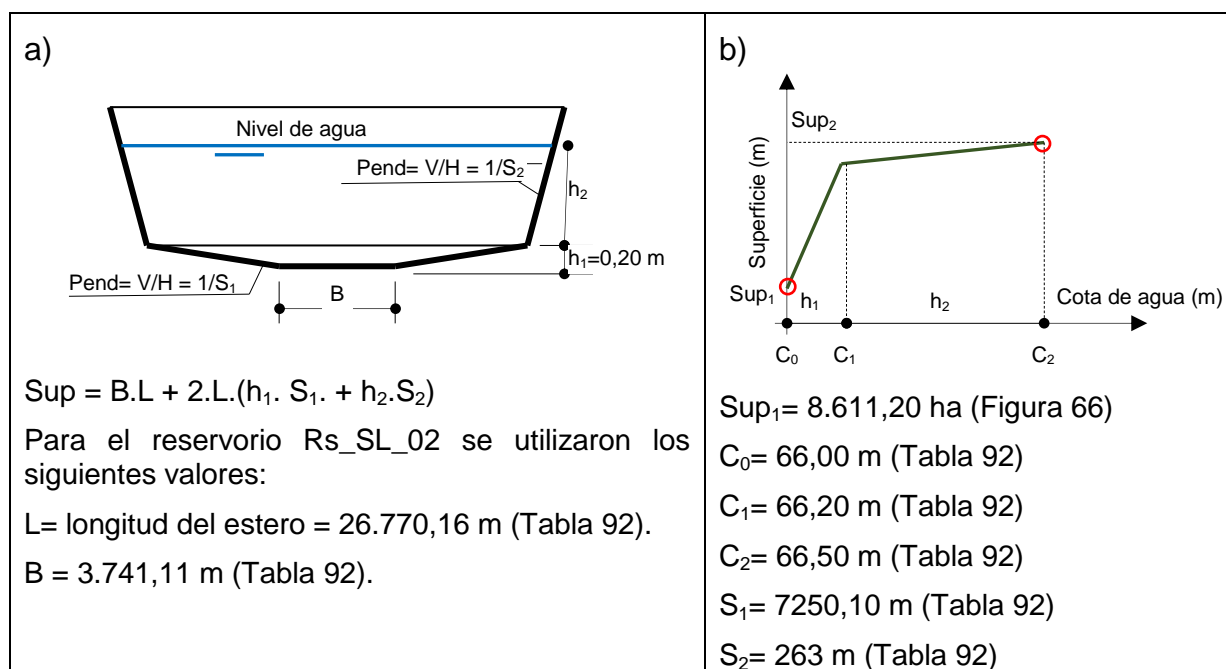 a)
Nivel de agua
Pend= V/H = 1/S₂
h₂
h₁=0,20 m
Pend= V/H = 1/S₁
B
Sup = B.L + 2.L.(h₁. S₁. + h₂.S₂)
Para el reservorio Rs_SL_02 se utilizaron los
siguientes valores:
L= longitud del estero = 26.770,16 m (Tabla 92).
B = 3.741,11 m (Tabla 92).
b)
Superficie (m)
Sup₂
Sup₁
h₁
h₂
Cota de agua (m)
C₀
C₁
C₂
Sup₁= 8.611,20 ha (Figura 66)
C₀= 66,00 m (Tabla 92)
C₁= 66,20 m (Tabla 92)
C₂= 66,50 m (Tabla 92)
S₁= 7250,10 m (Tabla 92)
S₂= 263 m (Tabla 92)